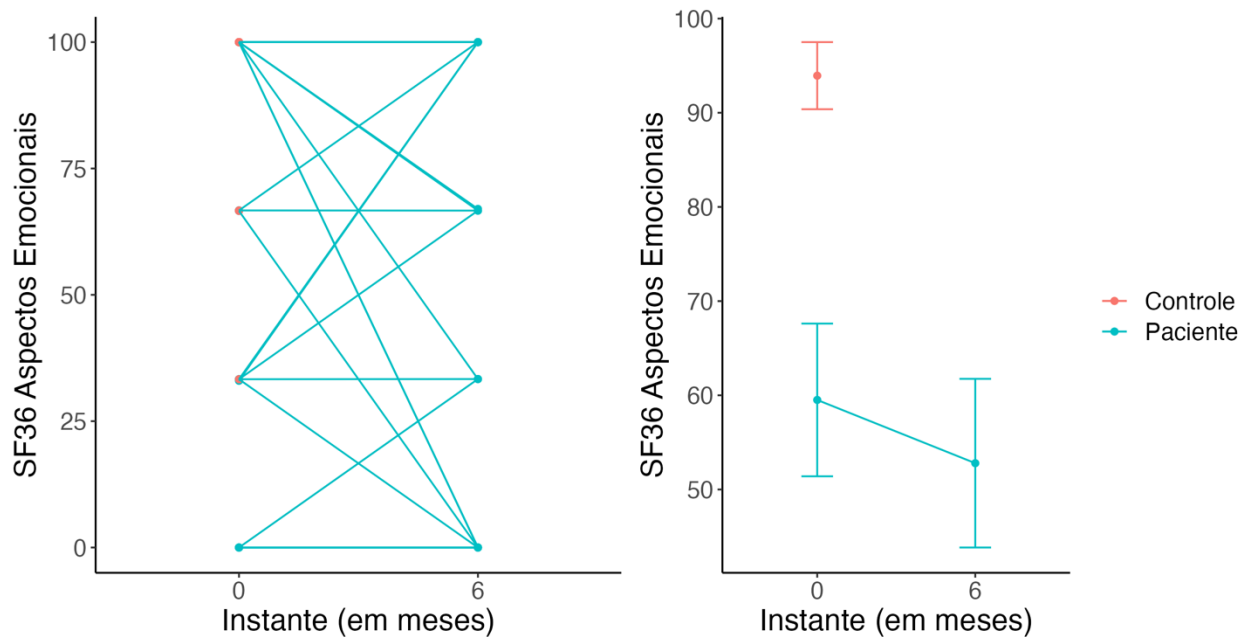 SF36 Aspectos Emocionais
100
75
50
25
0
0
6
Instante (em meses)
SF36 Aspectos Emocionais
100
90
80
70
60
50
0
6
Instante (em meses)
Controle
Paciente